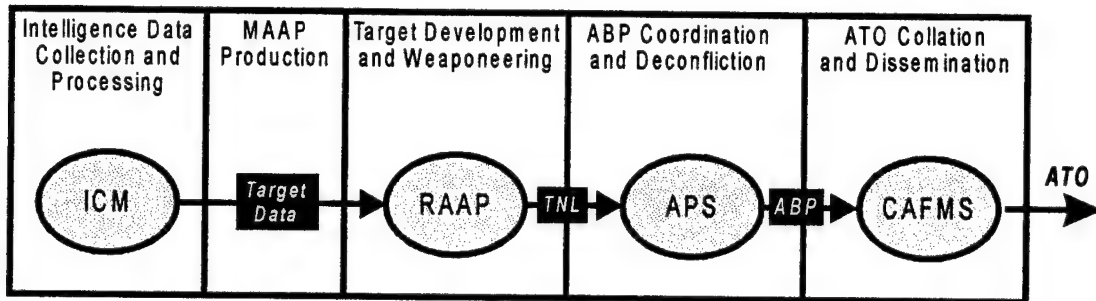 Intelligence Data
Collection and
Processing
MAAP
Production
Target Development
and Weaponeering
ABP Coordination
and Deconfliction
ATO Collation
and Dissemination
ICM
Target
Data
RAAP
TNL
APS
ABP
CAFMS
ATO